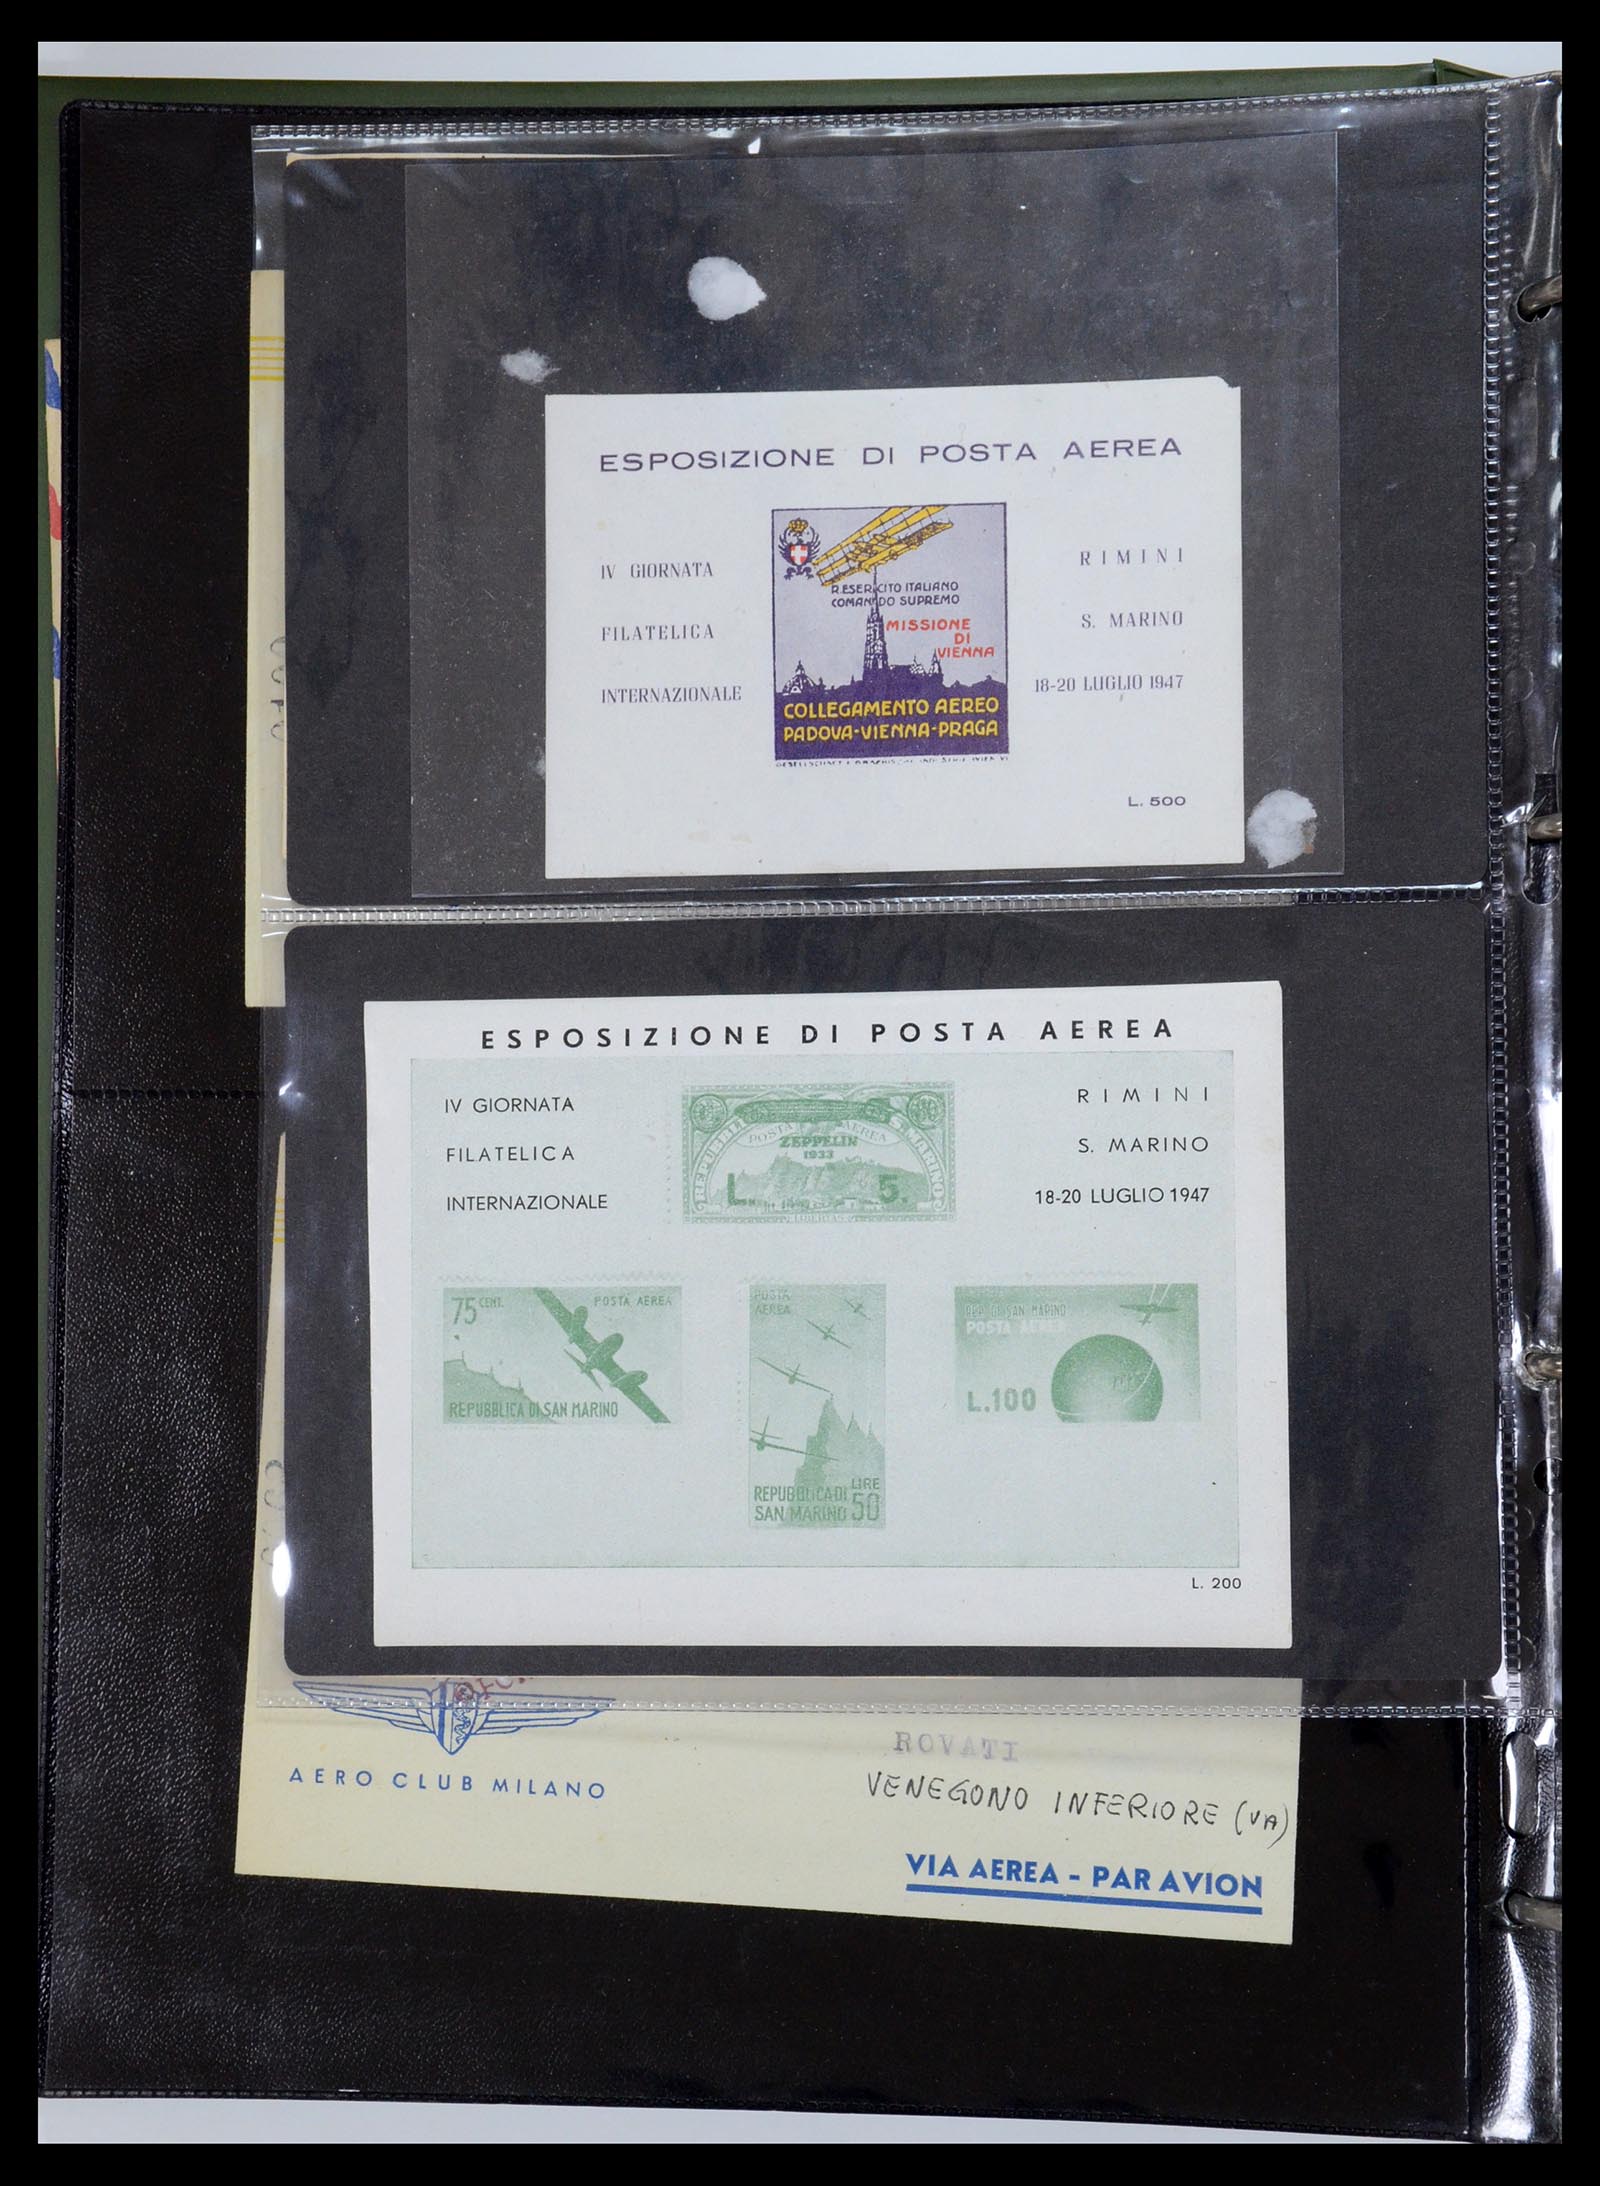 ESPOSIZIONE DI POSTA AEREA
IV GIORNATA
FILATELICA
INTERNAZIONALE
R. ESERCITO ITALIANO
COMANDO SUPREMO
MISSIONE
DI
VIENNA
COLLEGAMENTO AEREO
PADOVA-VIENNA-PRAGA
RIMINI
S. MARINO
18-20 LUGLIO 1947
L. 500
ESPOSIZIONE DI POSTA AEREA
IV GIORNATA
FILATELICA
INTERNAZIONALE
POSTA AEREA
ZEPPELIN
1933
L. 5.
LIBERTAS
RIMINI
S. MARINO
18-20 LUGLIO 1947
75 CENT. POSTA AEREA
REPUBBLICA DI SAN MARINO
POSTA
AEREA
LIRE
REPUBBLICA DI
SAN MARINO 50
REP. DI SAN MARINO
POSTA AEREA
L.100
L. 200
AERO CLUB MILANO
ROVATI
VENEGONO INFERIORE (VA)
VIA AEREA - PAR AVION